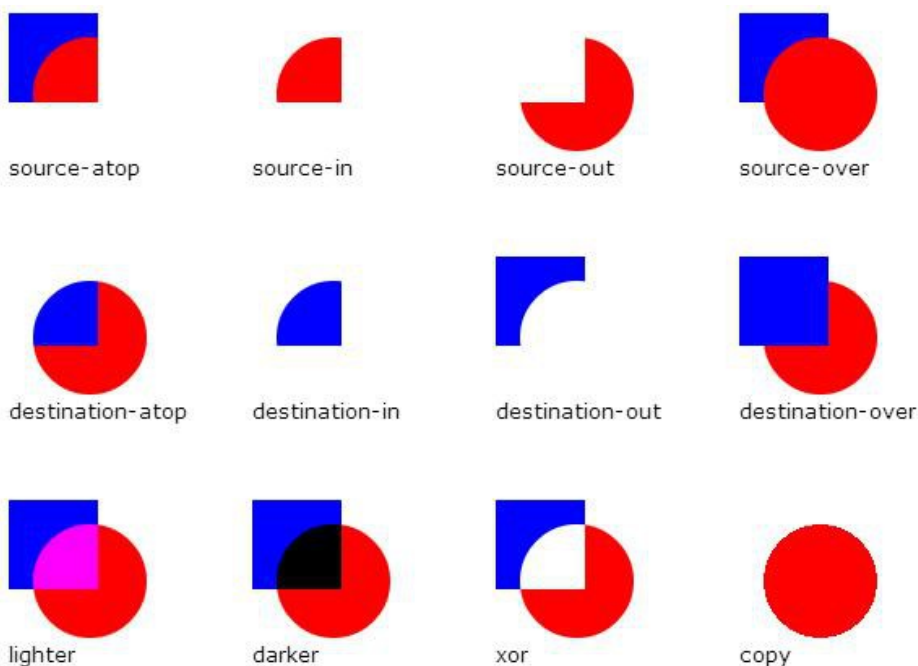 source-atop source-in source-out source-over
destination-atop destination-in destination-out destination-over
lighter darker xor copy